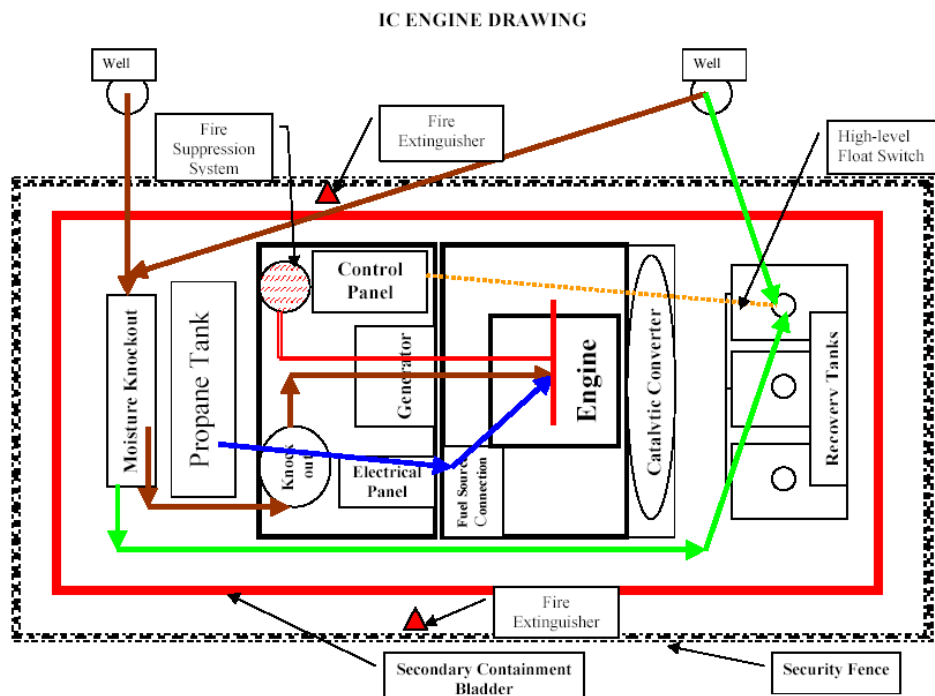 IC ENGINE DRAWING
Well
Well
Fire
Suppression
System
Fire
Extinguisher
High-level
Float Switch
Control
Panel
Moisture Knockout
Propane Tank
Generator
Engine
Catalytic Converter
Recovery Tanks
Knock
out
Electrical
Panel
Fuel Source
Connection
Fire
Extinguisher
Secondary Containment
Bladder
Security Fence